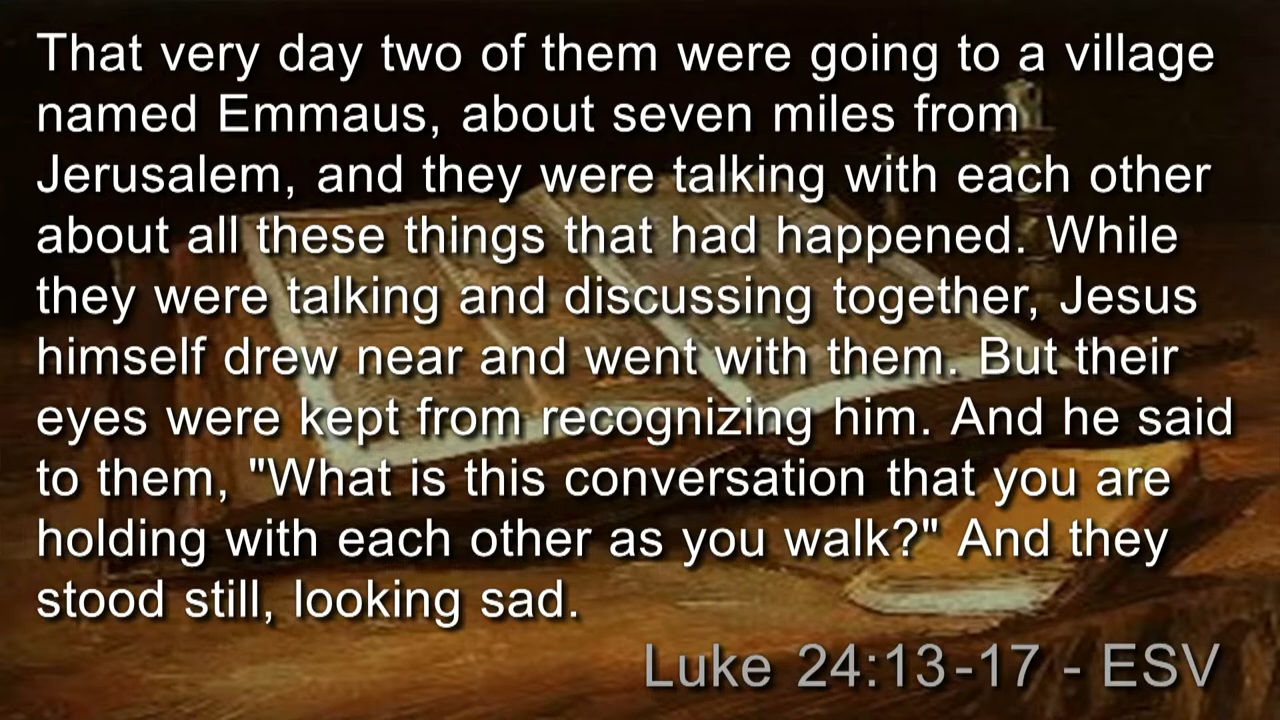 That very day two of them were going to a village
named Emmaus, about seven miles from
Jerusalem, and they were talking with each other
about all these things that had happened. While
they were talking and discussing together, Jesus
himself drew near and went with them. But their
eyes were kept from recognizing him. And he said
to them, "What is this conversation that you are
holding with each other as you walk?" And they
stood still, looking sad.
Luke 24:13-17 - ESV